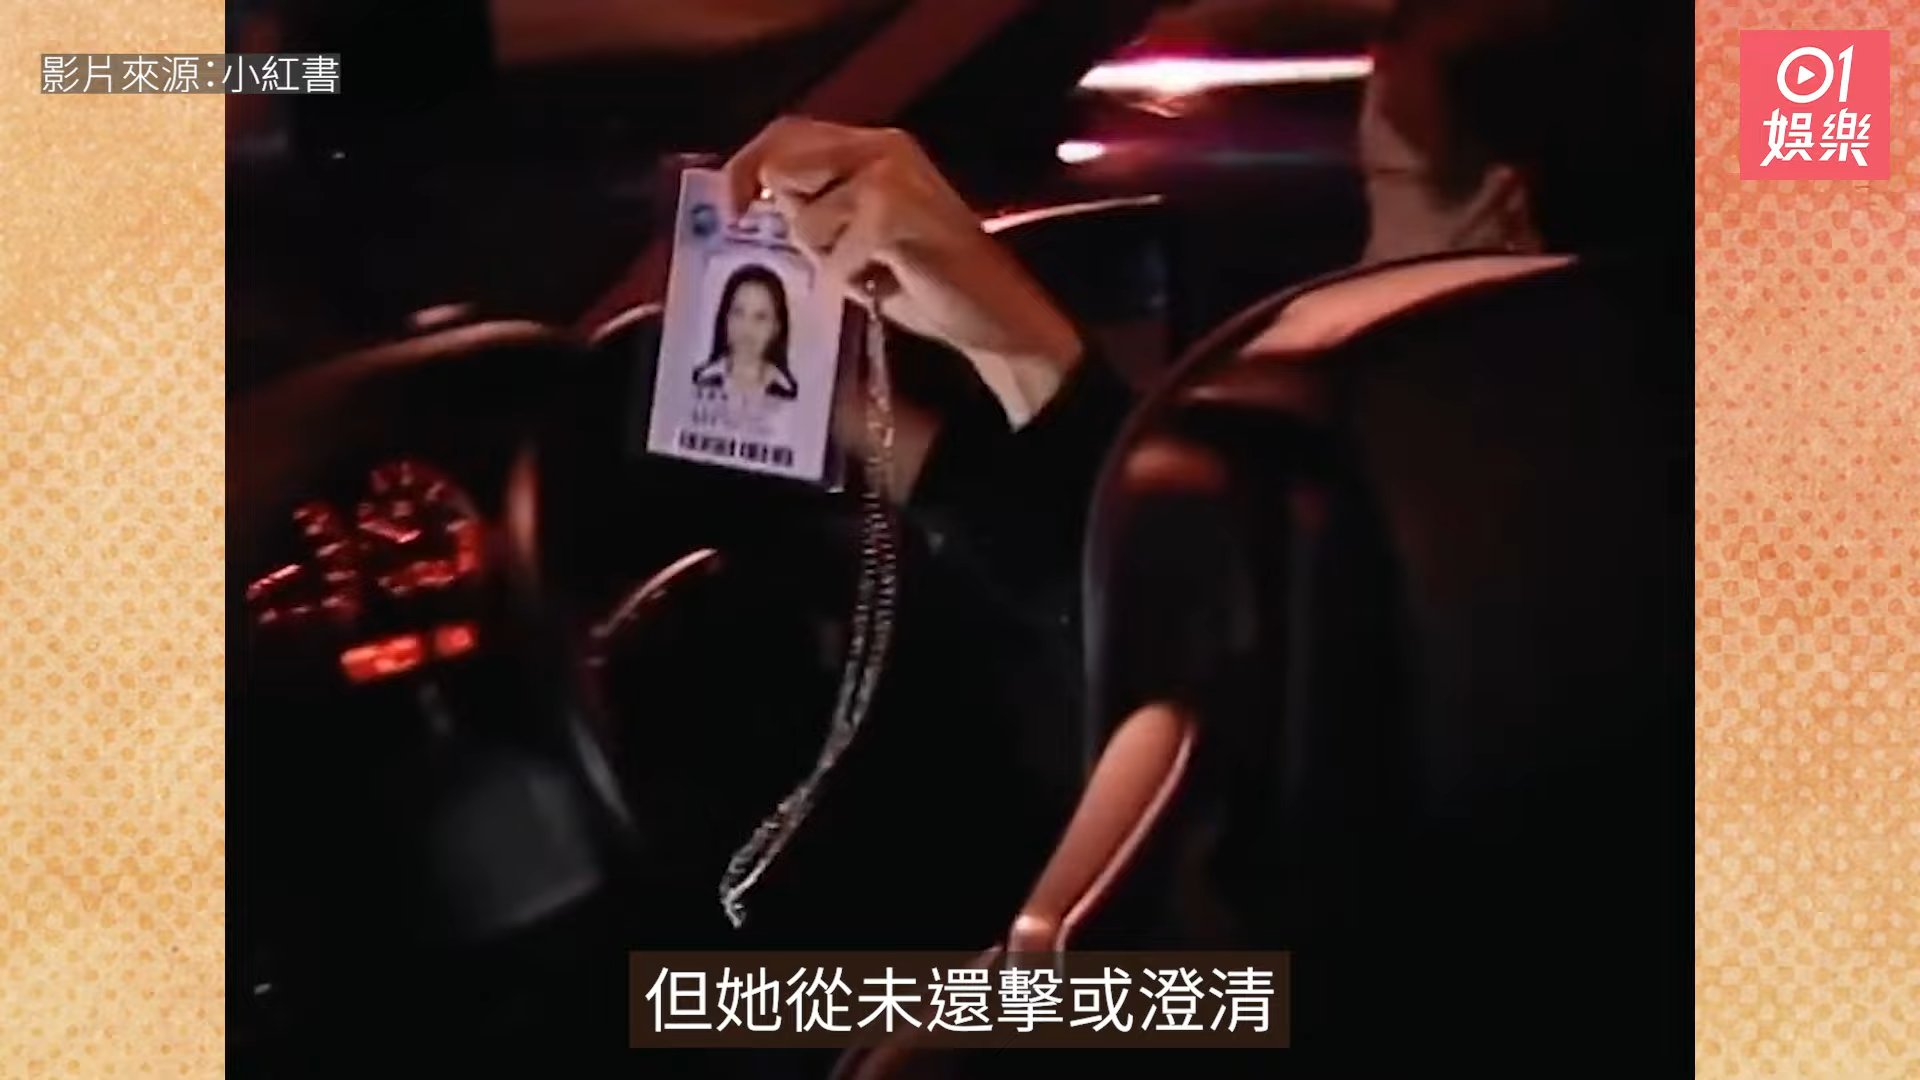 影片來源：小紅書
01
娛樂
但她從未還擊或澄清